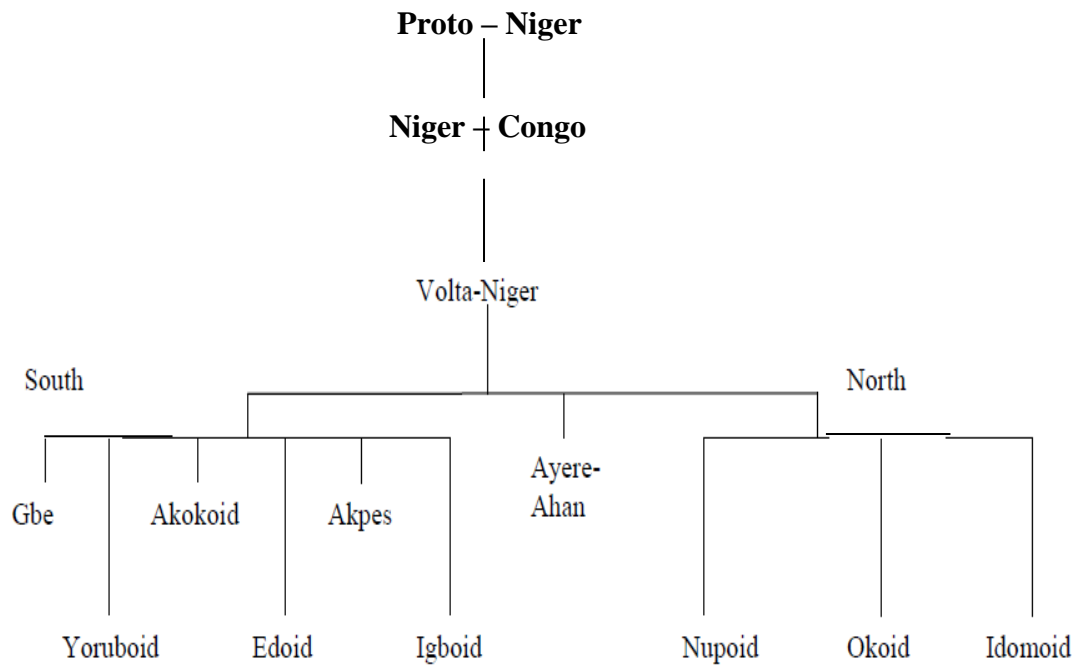 Proto – Niger
Niger – Congo
Volta-Niger
South
North
Gbe
Akokoid
Akpes
Ayere-
Ahan
Yoruboid
Edoid
Igboid
Nupoid
Okoid
Idomoid